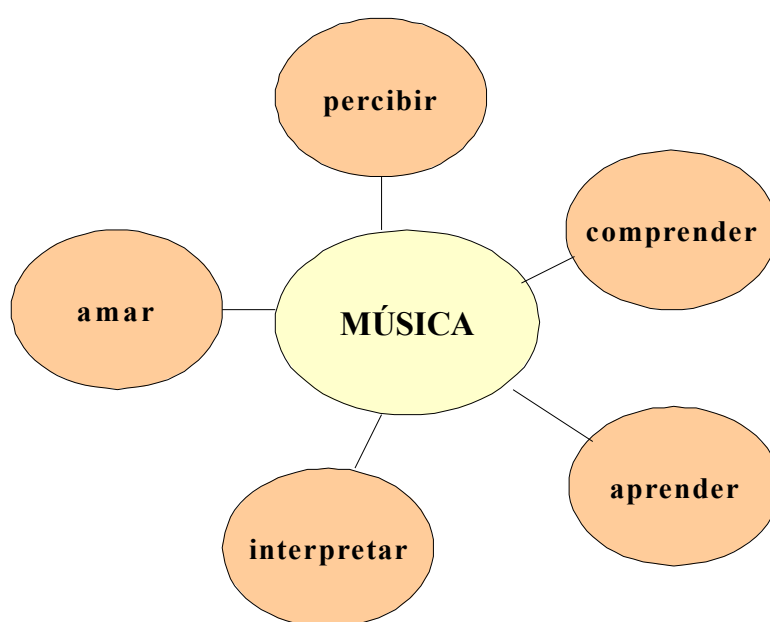 percibir
comprender
amar
MÚSICA
aprender
interpretar